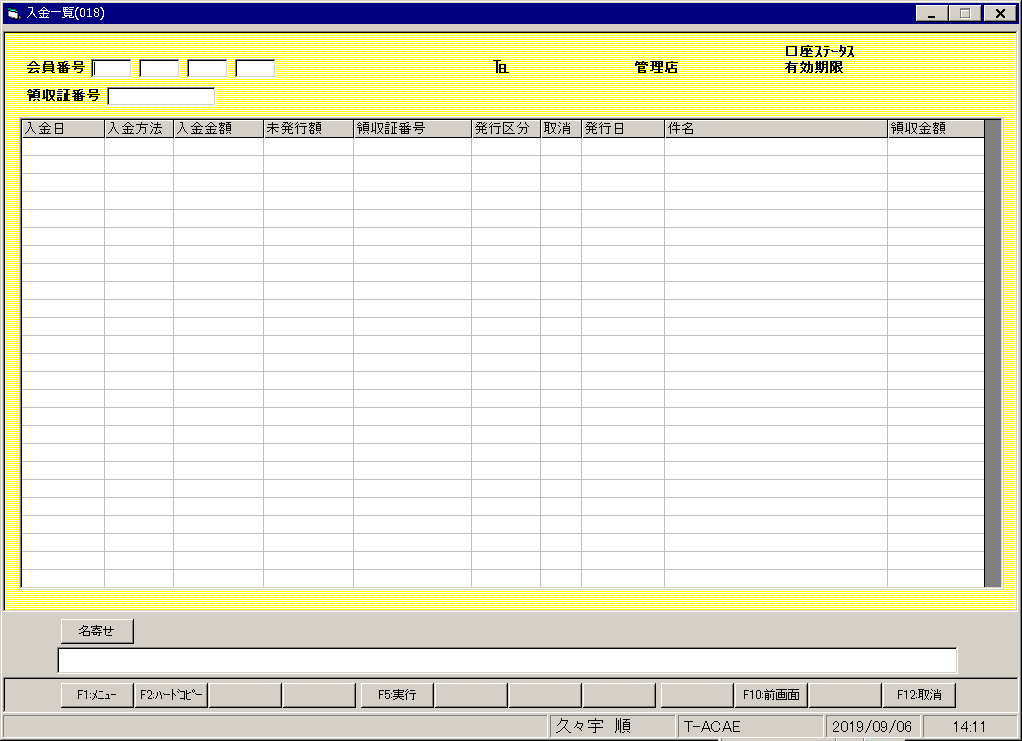 入金一覧(018)
口座ｽﾃｰﾀｽ
会員番号 ℡ 管理店 有効期限
領収証番号
入金日 入金方法 入金金額 未発行額 領収証番号 発行区分 取消 発行日 件名 領収金額
名寄せ
F1:ﾒﾆｭｰ F2:ﾊｰﾄﾞｺﾋﾟｰ F5:実行 F10:前画面 F12:取消
久々宇 順 T-ACAE 2019/09/06 14:11